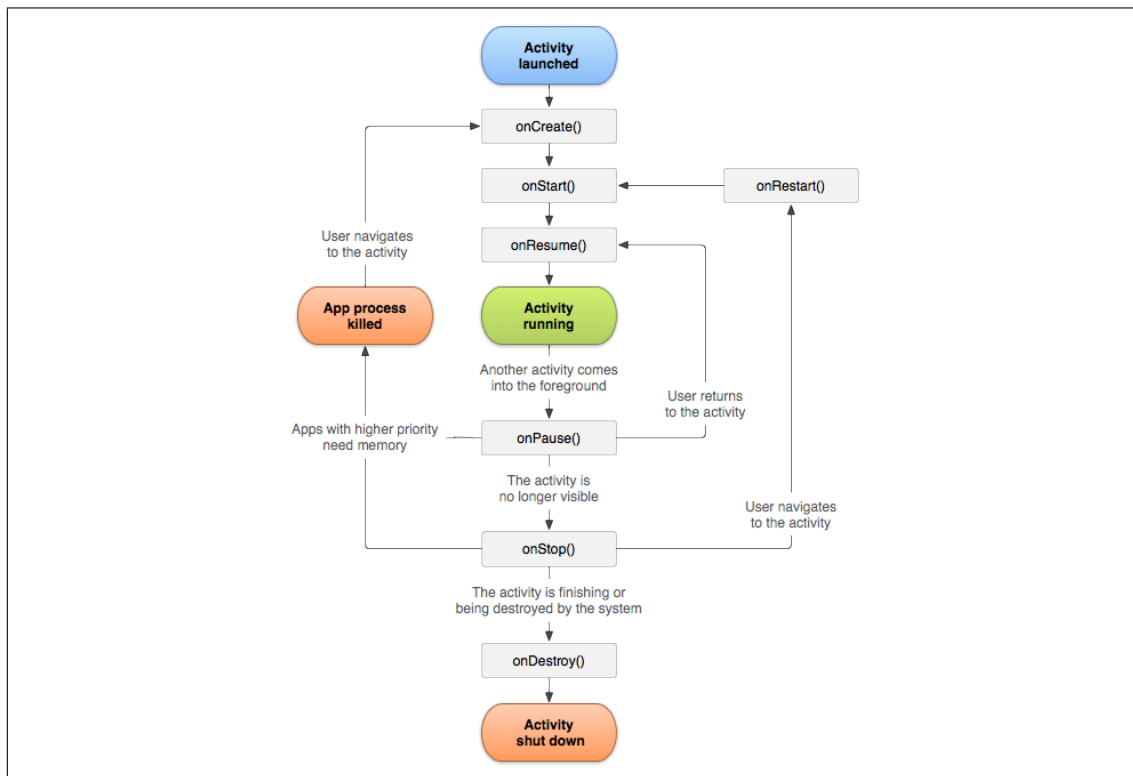 Activity
launched
onCreate()
onStart()
onRestart()
User navigates
to the activity
onResume()
App process
killed
Activity
running
Another activity comes
into the foreground
User returns
to the activity
Apps with higher priority
need memory
onPause()
The activity is
no longer visible
User navigates
to the activity
onStop()
The activity is finishing or
being destroyed by the system
onDestroy()
Activity
shut down